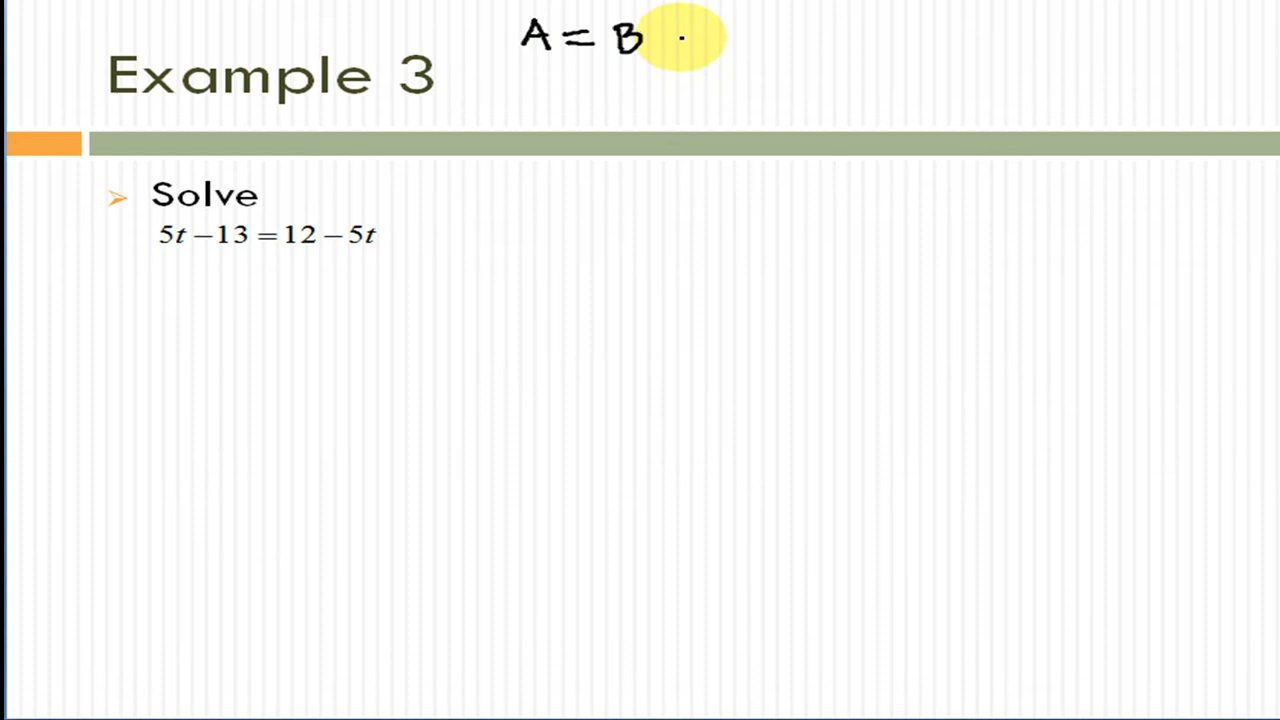 A = B
Example 3
Solve
5t − 13 = 12 − 5t